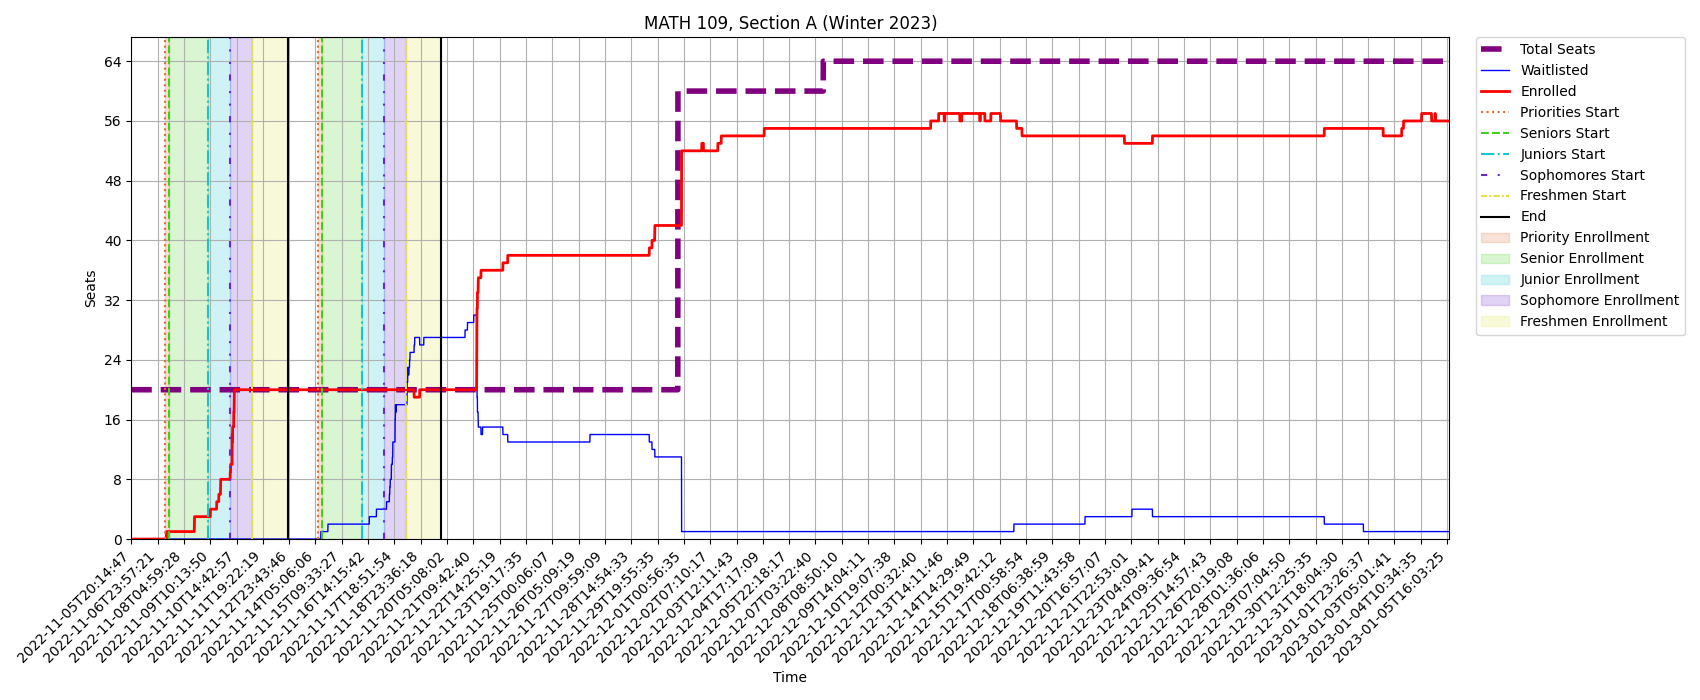 MATH 109, Section A (Winter 2023)
Seats
64
56
48
40
32
24
16
8
0
2022-11-05T20:14:47
2022-11-06T23:57:21
2022-11-08T04:59:28
2022-11-09T10:13:50
2022-11-10T14:42:57
2022-11-11T19:22:19
2022-11-12T23:43:46
2022-11-14T05:06:06
2022-11-15T09:33:27
2022-11-16T14:15:42
2022-11-17T18:51:54
2022-11-18T23:36:18
2022-11-20T05:08:02
2022-11-21T09:42:40
2022-11-22T14:25:19
2022-11-23T19:17:35
2022-11-25T00:06:07
2022-11-26T05:09:19
2022-11-27T09:59:09
2022-11-28T14:54:33
2022-11-29T19:55:35
2022-12-01T00:56:35
2022-12-02T07:10:17
2022-12-03T12:11:43
2022-12-04T17:17:09
2022-12-05T22:18:17
2022-12-07T03:22:40
2022-12-08T08:50:10
2022-12-09T14:04:11
2022-12-10T19:07:38
2022-12-12T00:32:40
2022-12-13T14:11:46
2022-12-14T14:29:49
2022-12-15T19:42:12
2022-12-17T00:58:54
2022-12-18T06:38:59
2022-12-19T11:43:58
2022-12-20T16:57:07
2022-12-21T22:53:01
2022-12-23T04:09:41
2022-12-24T09:36:54
2022-12-25T14:57:43
2022-12-26T20:19:08
2022-12-28T01:36:06
2022-12-29T07:04:50
2022-12-30T12:25:35
2022-12-31T18:04:30
2023-01-01T23:26:37
2023-01-03T05:01:41
2023-01-04T10:34:35
2023-01-05T16:03:25
Time
Total Seats
Waitlisted
Enrolled
Priorities Start
Seniors Start
Juniors Start
Sophomores Start
Freshmen Start
End
Priority Enrollment
Senior Enrollment
Junior Enrollment
Sophomore Enrollment
Freshmen Enrollment